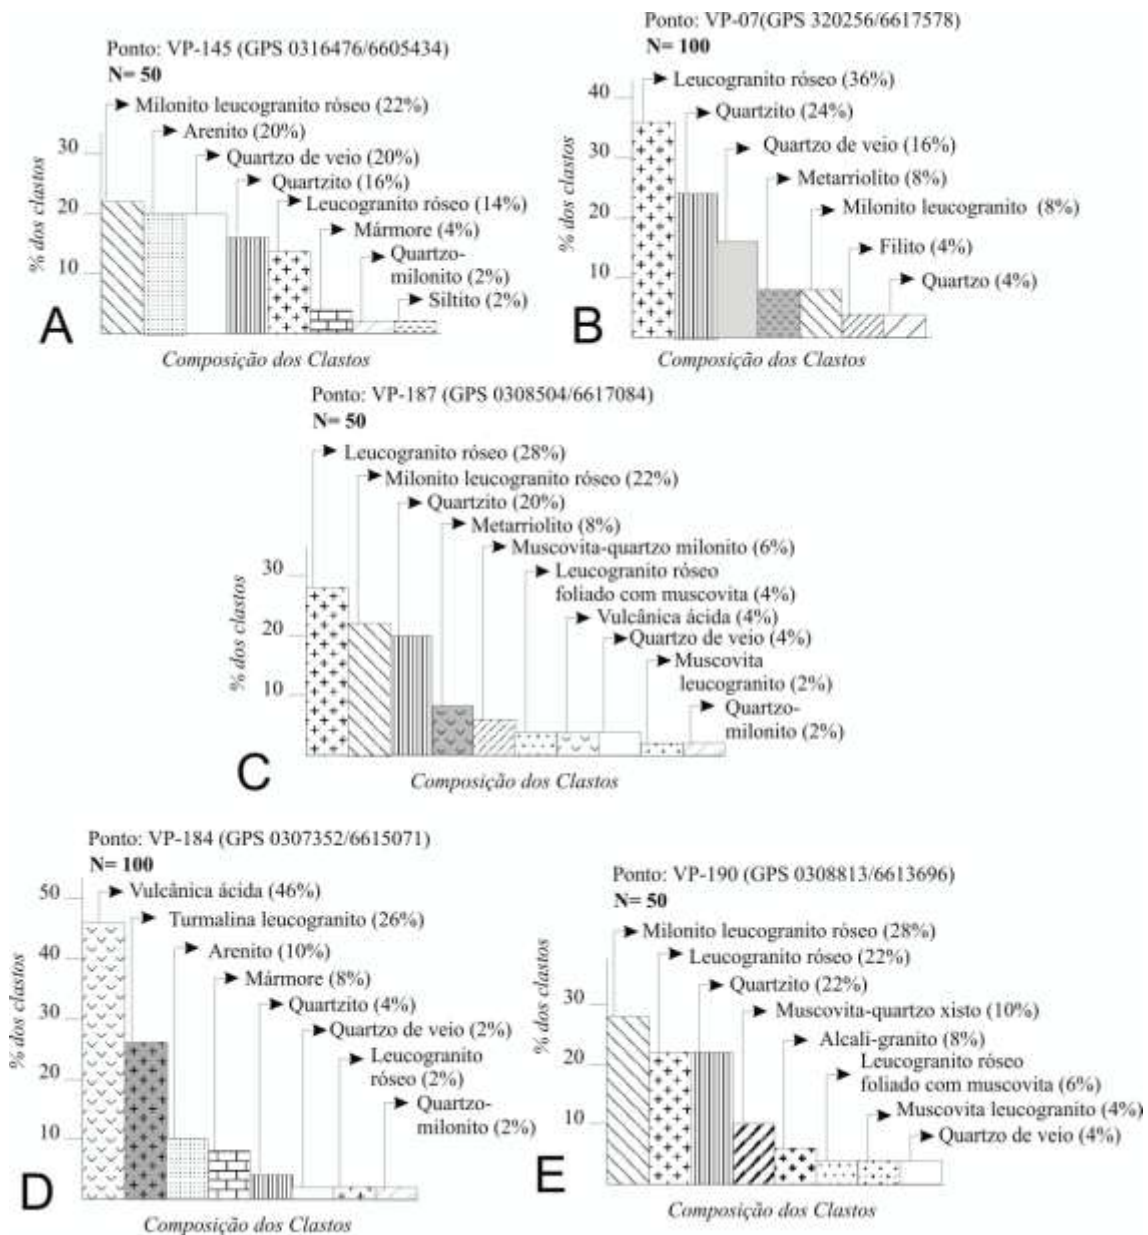 Ponto: VP-145 (GPS 0316476/6605434)
N= 50
Milonito leucogranito róseo (22%)
Arenito (20%)
Quartzo de veio (20%)
Quartzito (16%)
Leucogranito róseo (14%)
Mármore (4%)
Quartzo-
milonito (2%)
Siltito (2%)
30
20
10
% dos clastos
A
Composição dos Clastos
Ponto: VP-07(GPS 320256/6617578)
N= 100
Leucogranito róseo (36%)
Quartzito (24%)
Quartzo de veio (16%)
Metarriolito (8%)
Milonito leucogranito (8%)
Filito (4%)
Quartzo (4%)
40
30
20
10
% dos clastos
B
Composição dos Clastos
Ponto: VP-187 (GPS 0308504/6617084)
N= 50
Leucogranito róseo (28%)
Milonito leucogranito róseo (22%)
Quartzito (20%)
Metarriolito (8%)
Muscovita-quartzo milonito (6%)
Leucogranito róseo
foliado com muscovita (4%)
Vulcânica ácida (4%)
Quartzo de veio (4%)
Muscovita
leucogranito (2%)
Quartzo-
milonito (2%)
30
20
10
% dos clastos
C
Composição dos Clastos
Ponto: VP-184 (GPS 0307352/6615071)
N= 100
Vulcânica ácida (46%)
Turmalina leucogranito (26%)
Arenito (10%)
Mármore (8%)
Quartzito (4%)
Quartzo de veio (2%)
Leucogranito
róseo (2%)
Quartzo-
milonito (2%)
50
40
30
20
10
% dos clastos
D
Composição dos Clastos
Ponto: VP-190 (GPS 0308813/6613696)
N= 50
Milonito leucogranito róseo (28%)
Leucogranito róseo (22%)
Quartzito (22%)
Muscovita-quartzo xisto (10%)
Alcali-granito (8%)
Leucogranito róseo
foliado com muscovita (6%)
Muscovita leucogranito (4%)
Quartzo de veio (4%)
30
20
10
% dos clastos
E
Composição dos Clastos